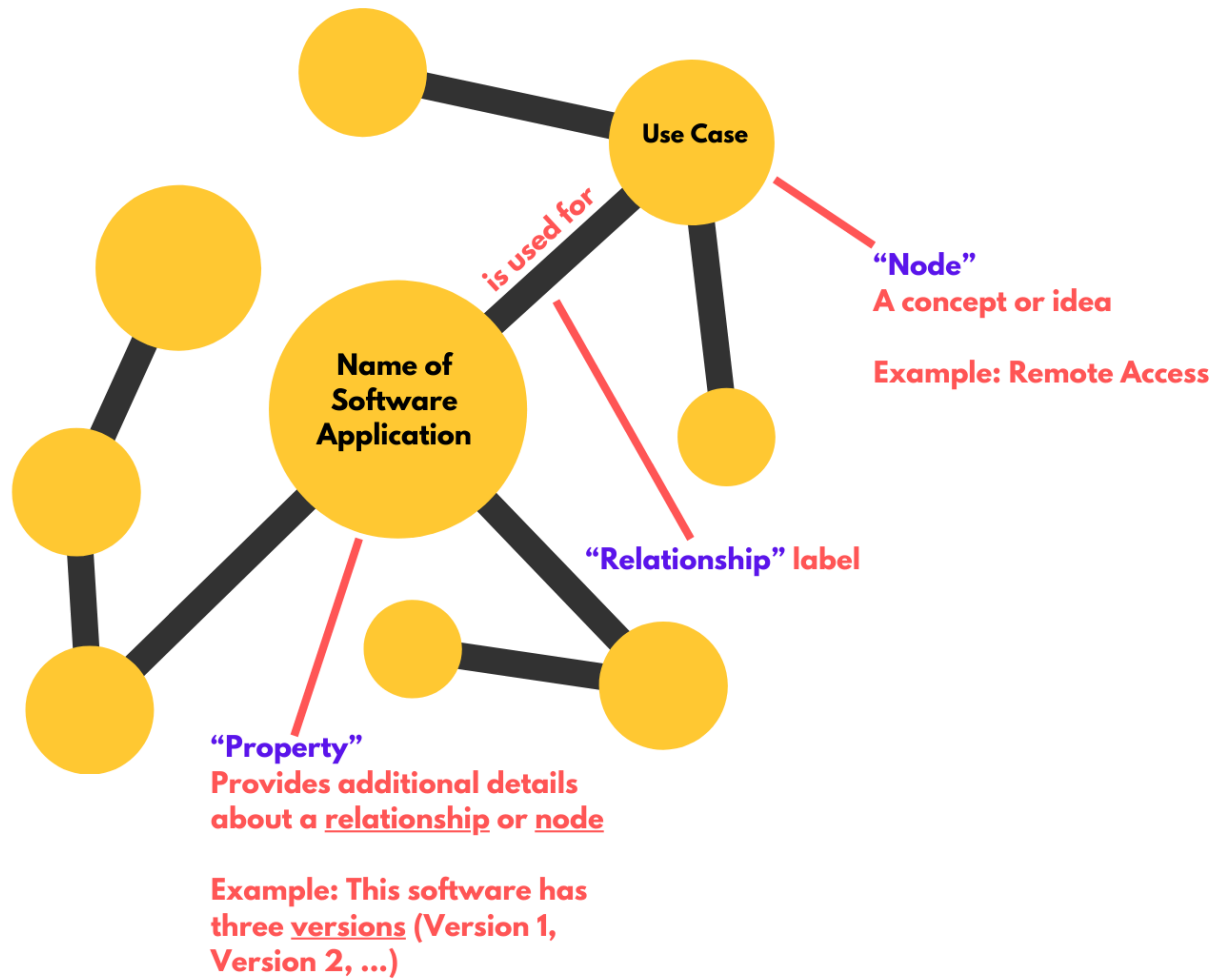 Use Case
is used for
“Node”
A concept or idea
Example: Remote Access
Name of
Software
Application
“Relationship” label
“Property”
Provides additional details
about a relationship or node
Example: This software has
three versions (Version 1,
Version 2, ...)